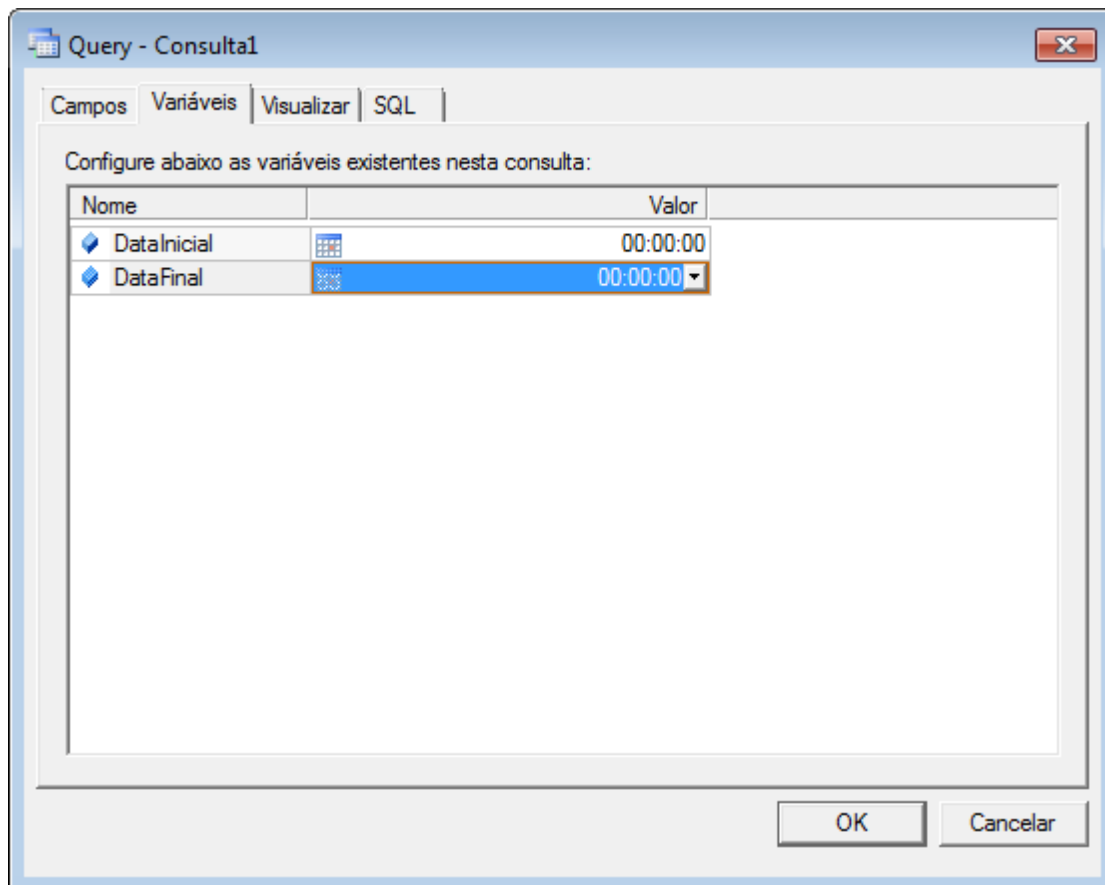 Query - Consulta1
Campos Variáveis Visualizar SQL
Configure abaixo as variáveis existentes nesta consulta:
Nome Valor
DataInicial 00:00:00
DataFinal 00:00:00
OK Cancelar